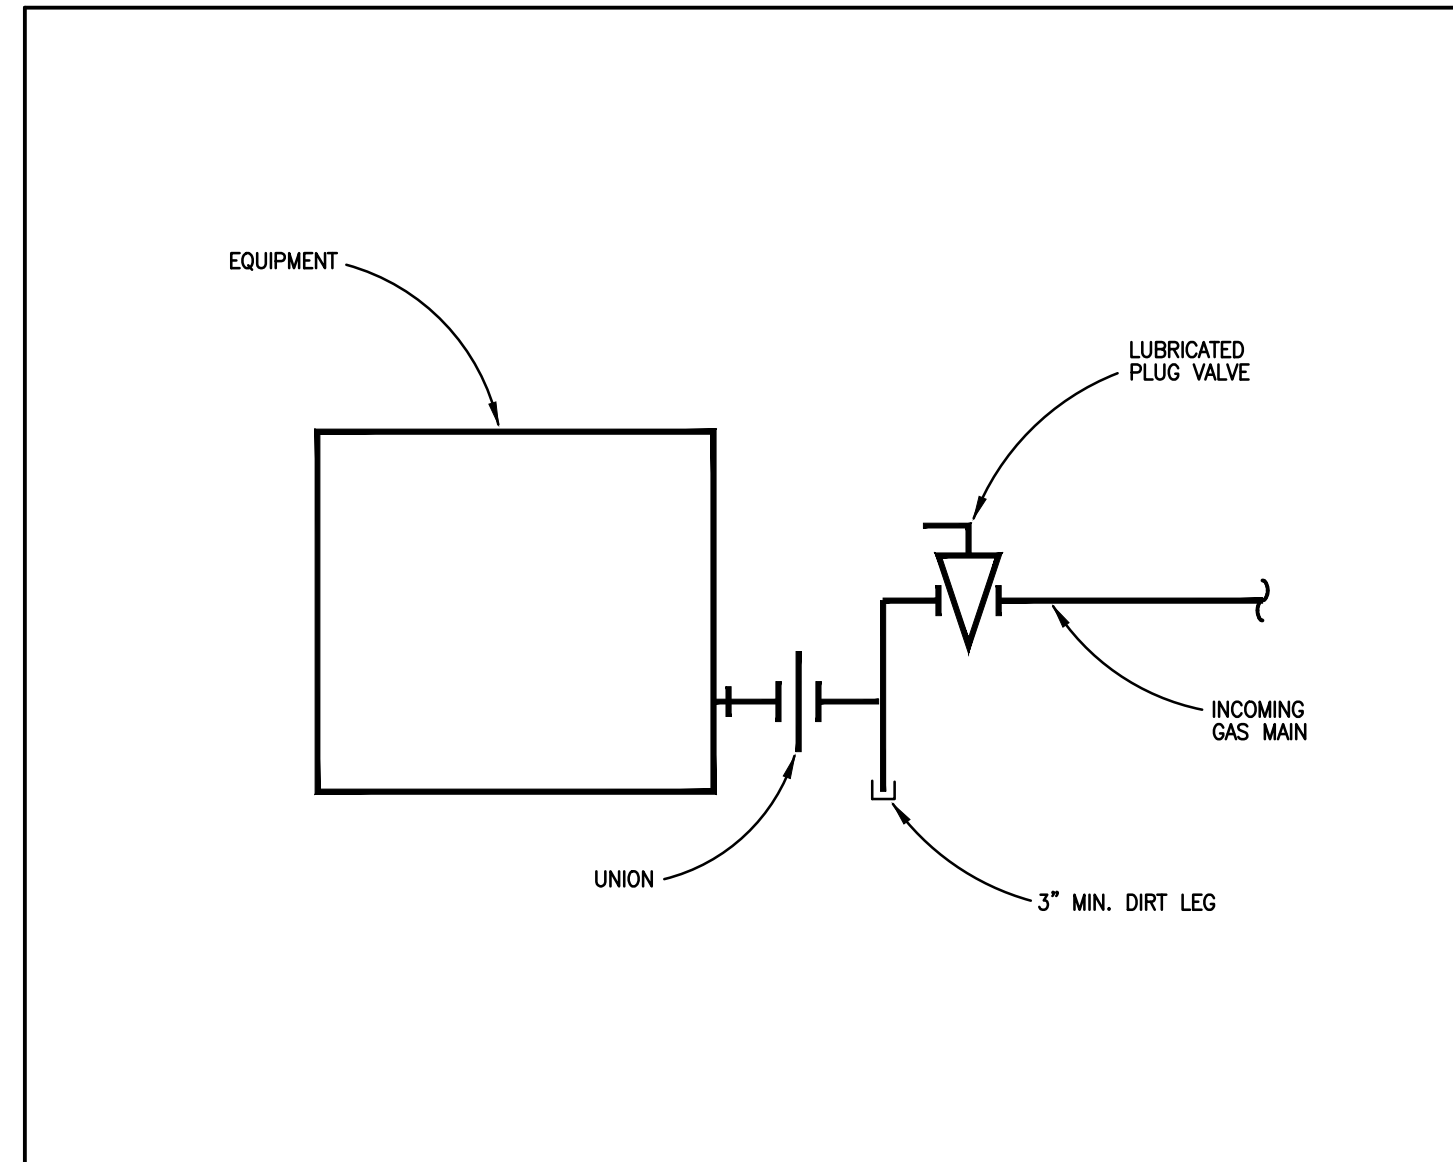 EQUIPMENT
LUBRICATED
PLUG VALVE
INCOMING
GAS MAIN
UNION
3" MIN. DIRT LEG